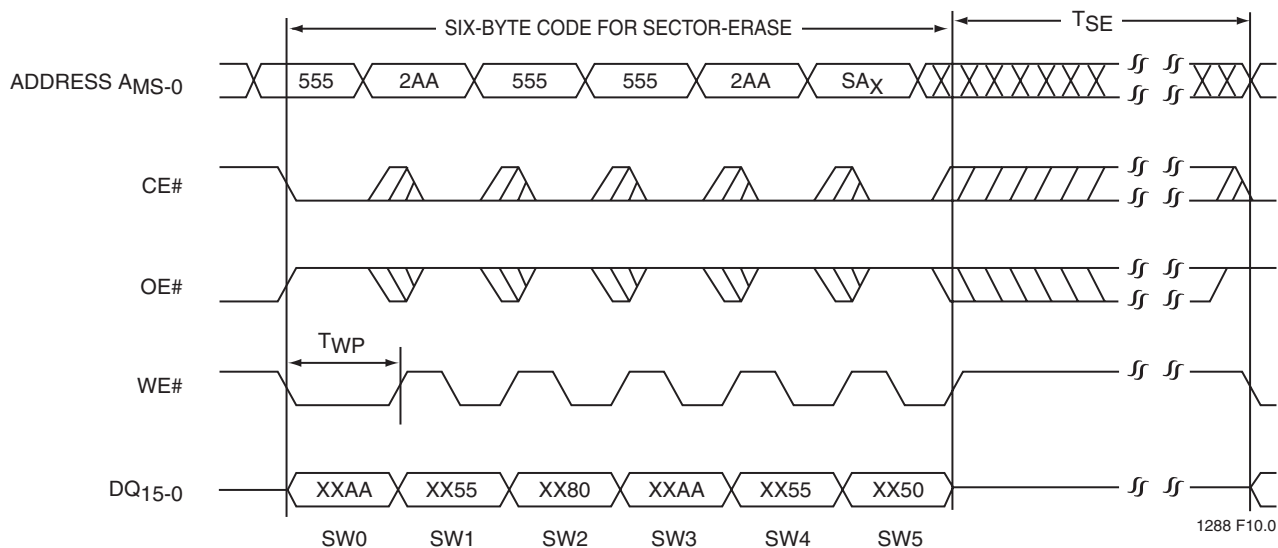 SIX-BYTE CODE FOR SECTOR-ERASE TSE
ADDRESS AMS-0 555 2AA 555 555 2AA SAX
CE#
OE#
TWP
WE#
DQ15-0 XXAA XX55 XX80 XXAA XX55 XX50
1288 F10.0
SW0 SW1 SW2 SW3 SW4 SW5